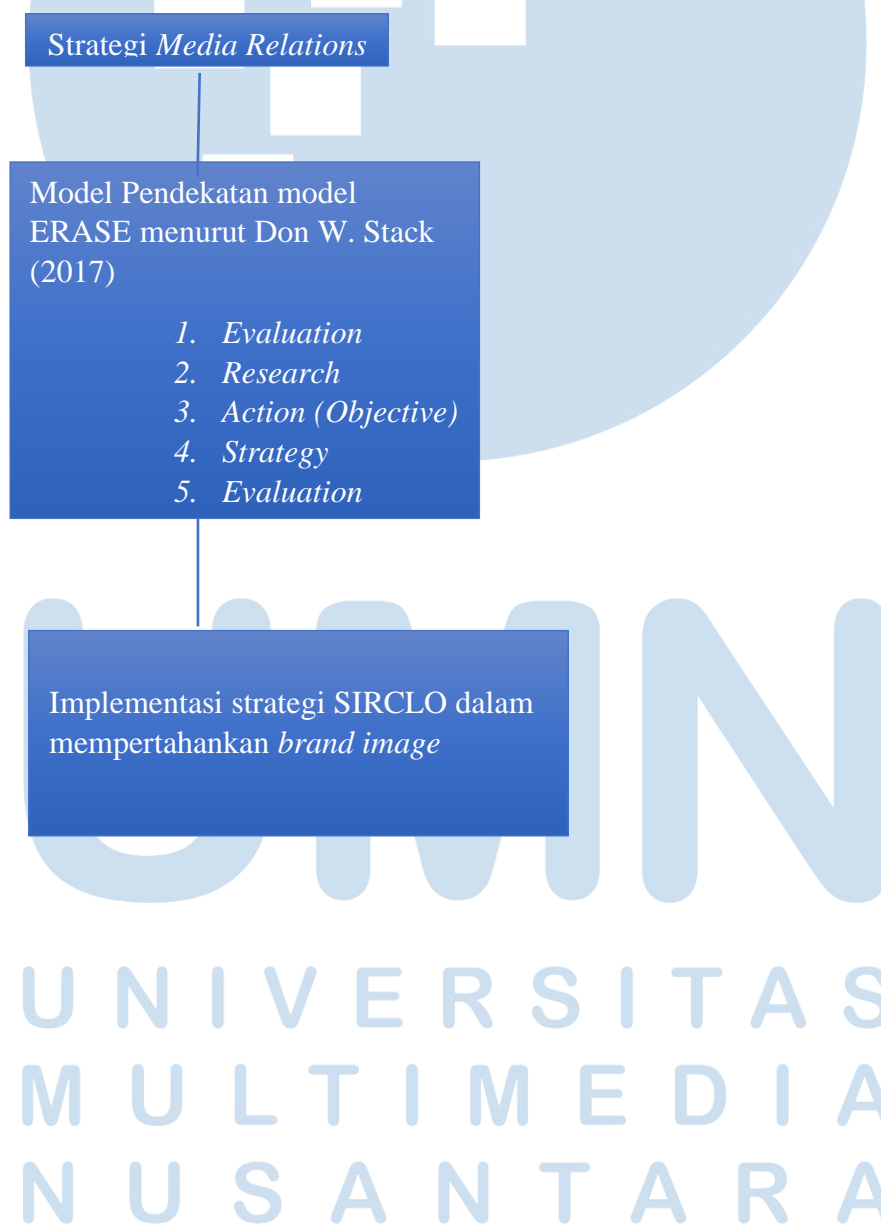 Strategi Media Relations
Model Pendekatan model
ERASE menurut Don W. Stack
(2017)
1. Evaluation
2. Research
3. Action (Objective)
4. Strategy
5. Evaluation
Implementasi strategi SIRCLO dalam
mempertahankan brand image
UMN
UNIVERSITAS
MULTIMEDIA
NUSANTARA